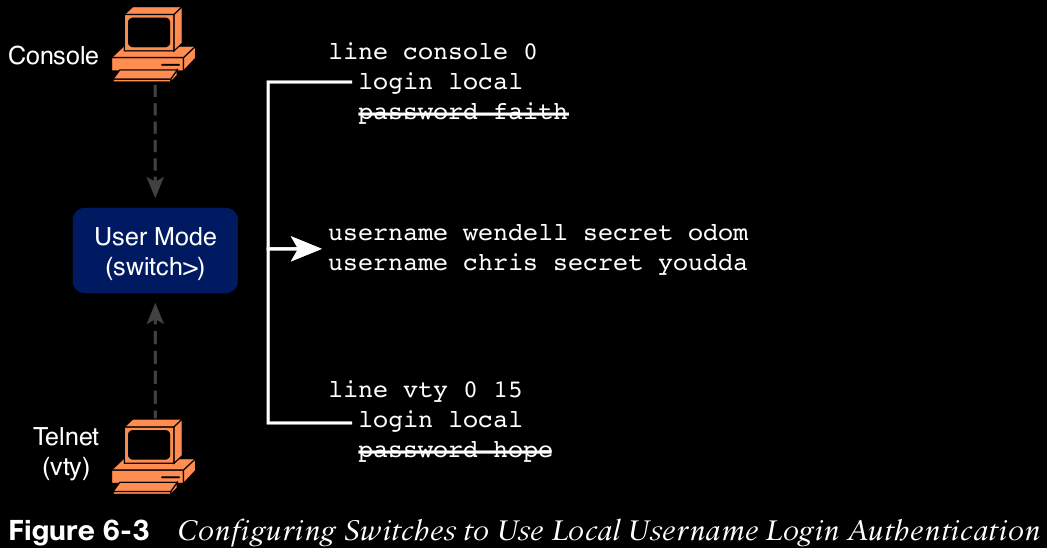 Console
line console 0
login local
password faith
User Mode
(switch>)
username wendell secret odom
username chris secret youdda
line vty 0 15
login local
password hope
Telnet
(vty)
Figure 6-3 Configuring Switches to Use Local Username Login Authentication